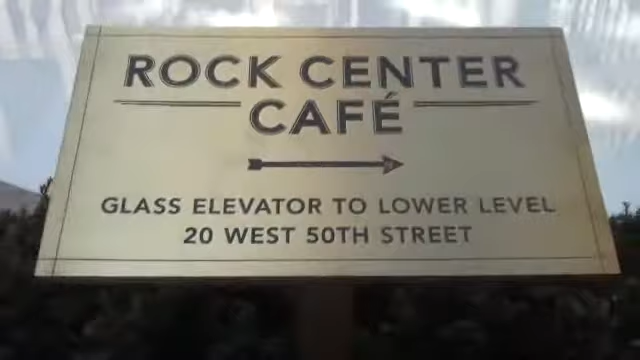 ROCK CENTER
CAFÉ
GLASS ELEVATOR TO LOWER LEVEL
20 WEST 50TH STREET